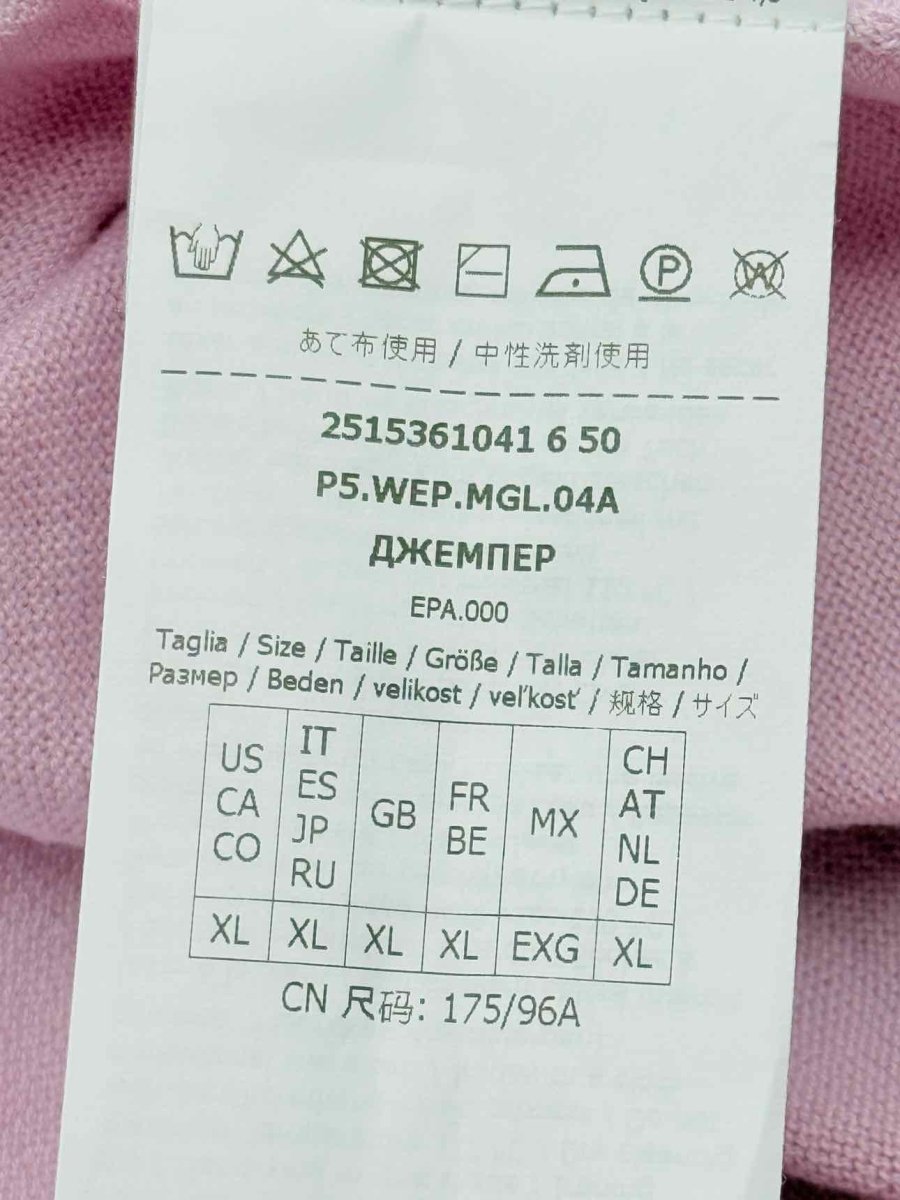 P
W
あて布使用 / 中性洗剤使用
2515361041 6 50
P5.WEP.MGL.04A
ДЖЕМПЕР
EPA.000
Taglia / Size / Taille / Größe / Talla / Tamanho /
Размер / Beden / velikost / veľkosť / 规格 / サイズ
US CA CO
IT ES JP RU
GB
FR BE
MX
CH AT NL DE
XL XL XL XL EXG XL
CN 尺码: 175/96A